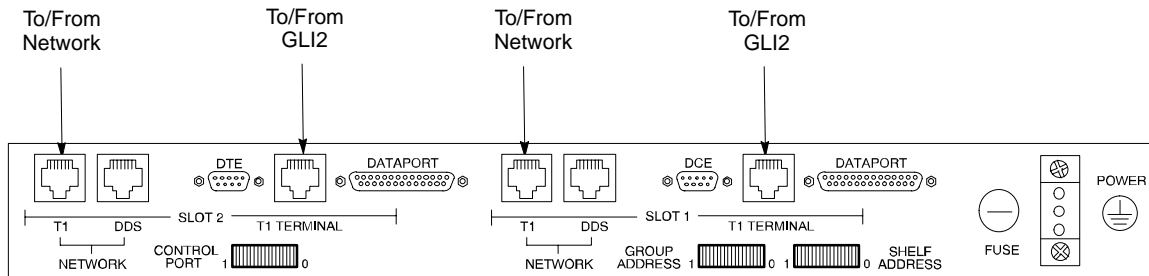 To/From
Network
To/From
GLI2
To/From
Network
To/From
GLI2
DTE
DATAPORT
DCE
DATAPORT
POWER
SLOT 2
T1
DDS
T1 TERMINAL
SLOT 1
T1
DDS
T1 TERMINAL
FUSE
NETWORK
CONTROL
PORT
1
0
NETWORK
GROUP
ADDRESS
1
0
1
0
SHELF
ADDRESS